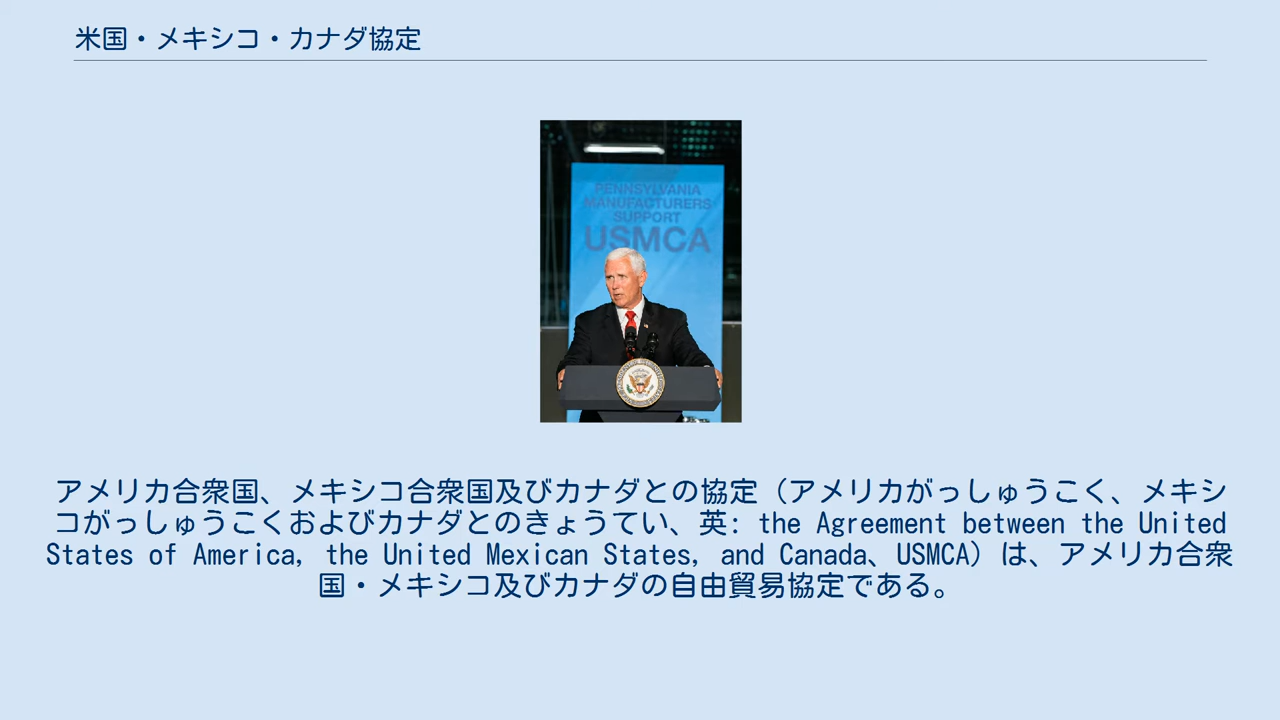 米国・メキシコ・カナダ協定
PENNSYLVANIA
MANUFACTURERS
SUPPORT
USMCA
アメリカ合衆国、メキシコ合衆国及びカナダとの協定（アメリカがっしゅうこく、メキシ
コがっしゅうこくおよびカナダとのきょうてい、英: the Agreement between the United
States of America, the United Mexican States, and Canada、USMCA）は、アメリカ合衆
国・メキシコ及びカナダの自由貿易協定である。